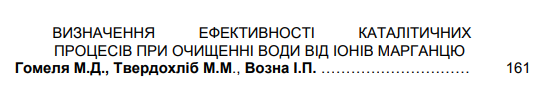 ВИЗНАЧЕННЯ ЕФЕКТИВНОСТІ КАТАЛІТИЧНИХ
ПРОЦЕСІВ ПРИ ОЧИЩЕННІ ВОДИ ВІД ІОНІВ МАРГАНЦЮ
Гомеля М.Д., Твердохліб М.М., Возна І.П. ................................ 161